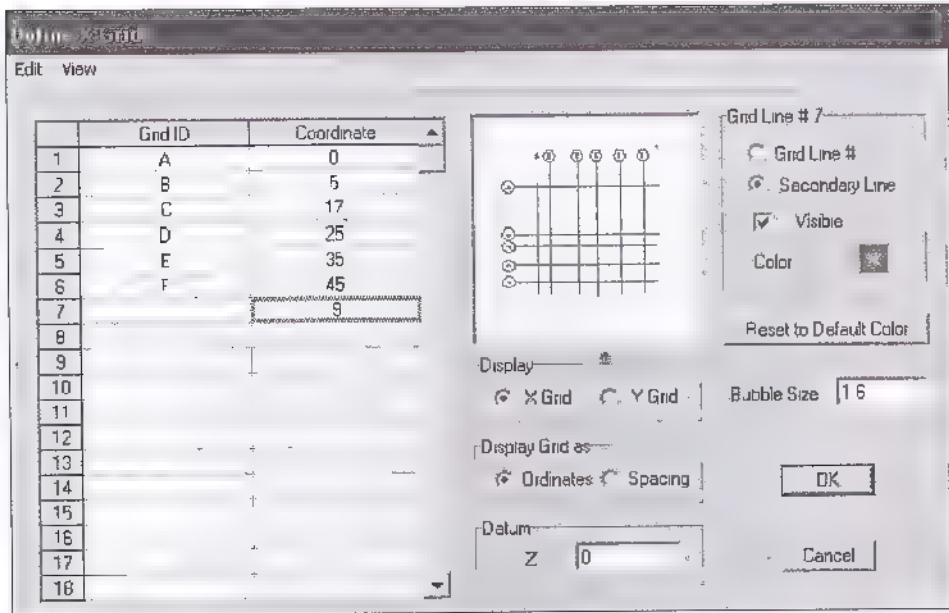 Edit View
Grid ID Coordinate
1 A 0
2 B 5
3 C 17
4 D 25
5 E 35
6 F 45
7 9
8
9
10
11
12
13
14
15
16
17
18
Grid Line # 7
Grid Line #
Secondary Line
Visible
Color
Reset to Default Color
Display
X Grid Y Grid
Bubble Size 1.6
Display Grid as
Ordinates Spacing
OK
Datum
Z 0
Cancel